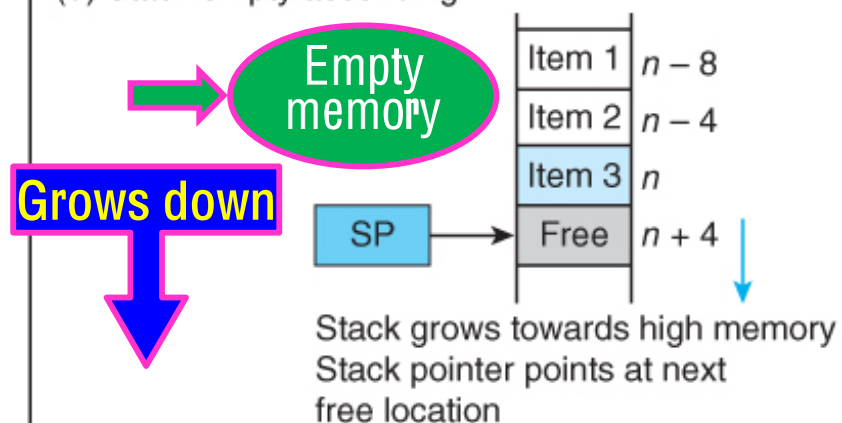 Empty
memory
Item 1 n – 8
Item 2 n – 4
Grows down
Item 3 n
SP Free n + 4
Stack grows towards high memory
Stack pointer points at next
free location